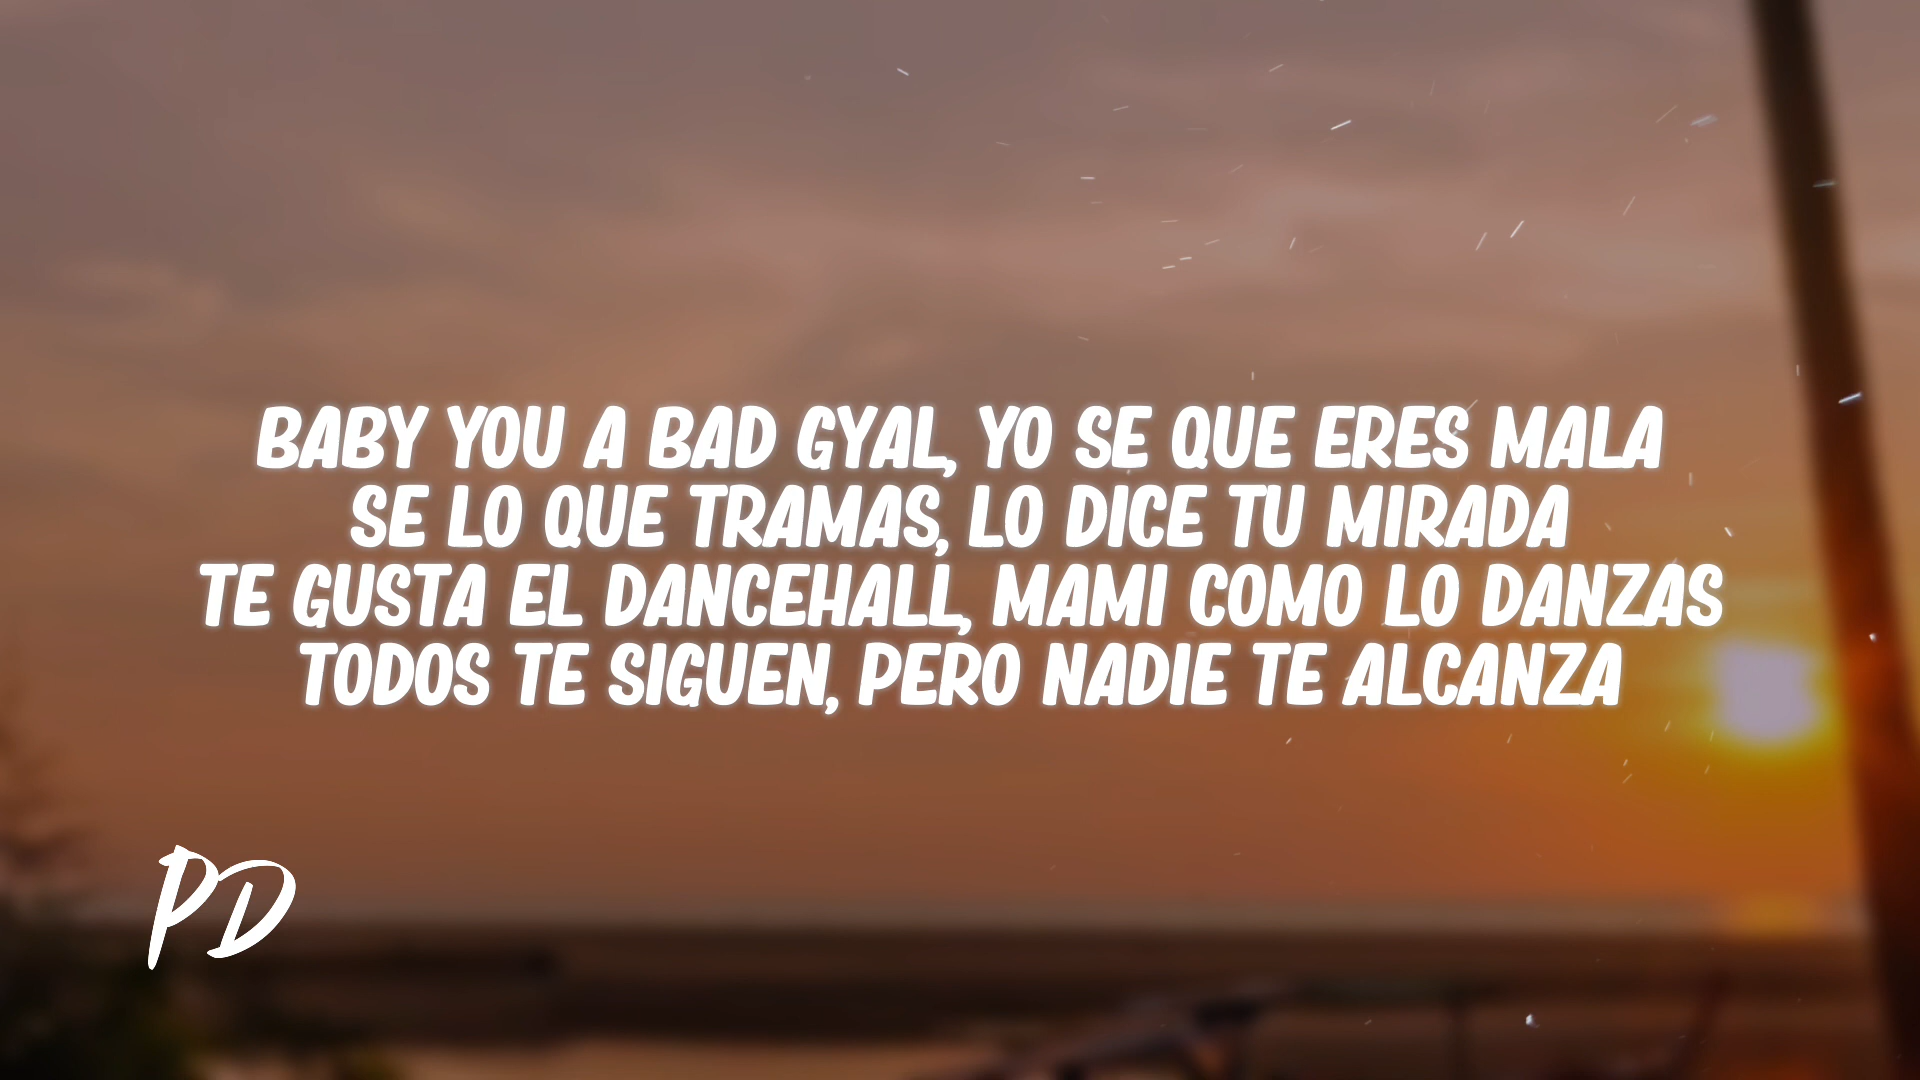 BABY YOU A BAD GYAL, YO SE QUE ERES MALA
SE LO QUE TRAMAS, LO DICE TU MIRADA
TE GUSTA EL DANCEHALL, MAMI COMO LO DANZAS
TODOS TE SIGUEN, PERO NADIE TE ALCANZA
PD